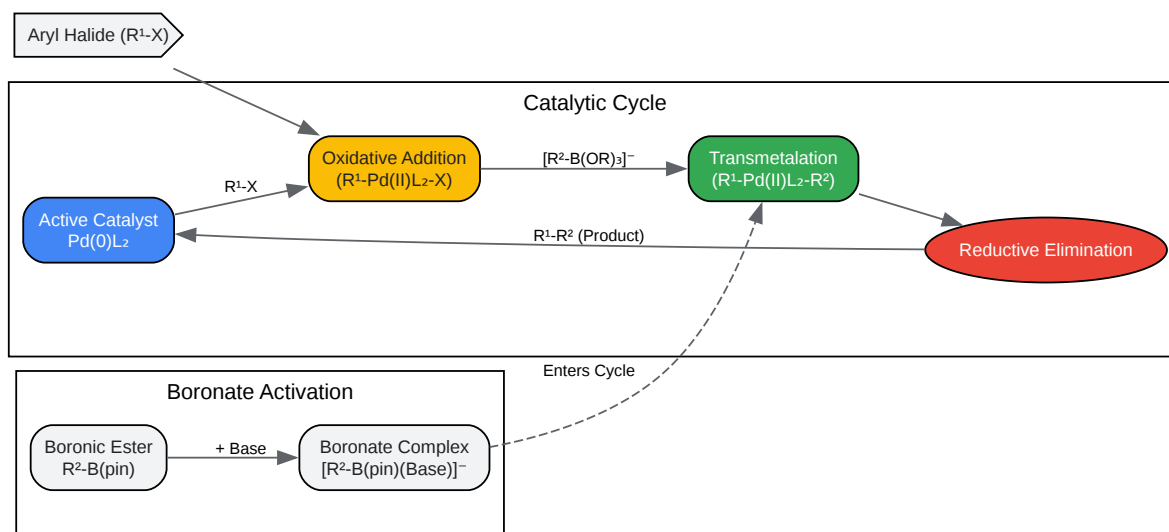 Aryl Halide (R¹-X)
Catalytic Cycle
Oxidative Addition
(R¹-Pd(II)L₂-X)
[R²-B(OR)₃]⁻
Transmetalation
(R¹-Pd(II)L₂-R²)
R¹-X
Active Catalyst
Pd(0)L₂
R¹-R² (Product)
Reductive Elimination
Enters Cycle
Boronate Activation
Boronic Ester
R²-B(pin)
+ Base
Boronate Complex
[R²-B(pin)(Base)]⁻